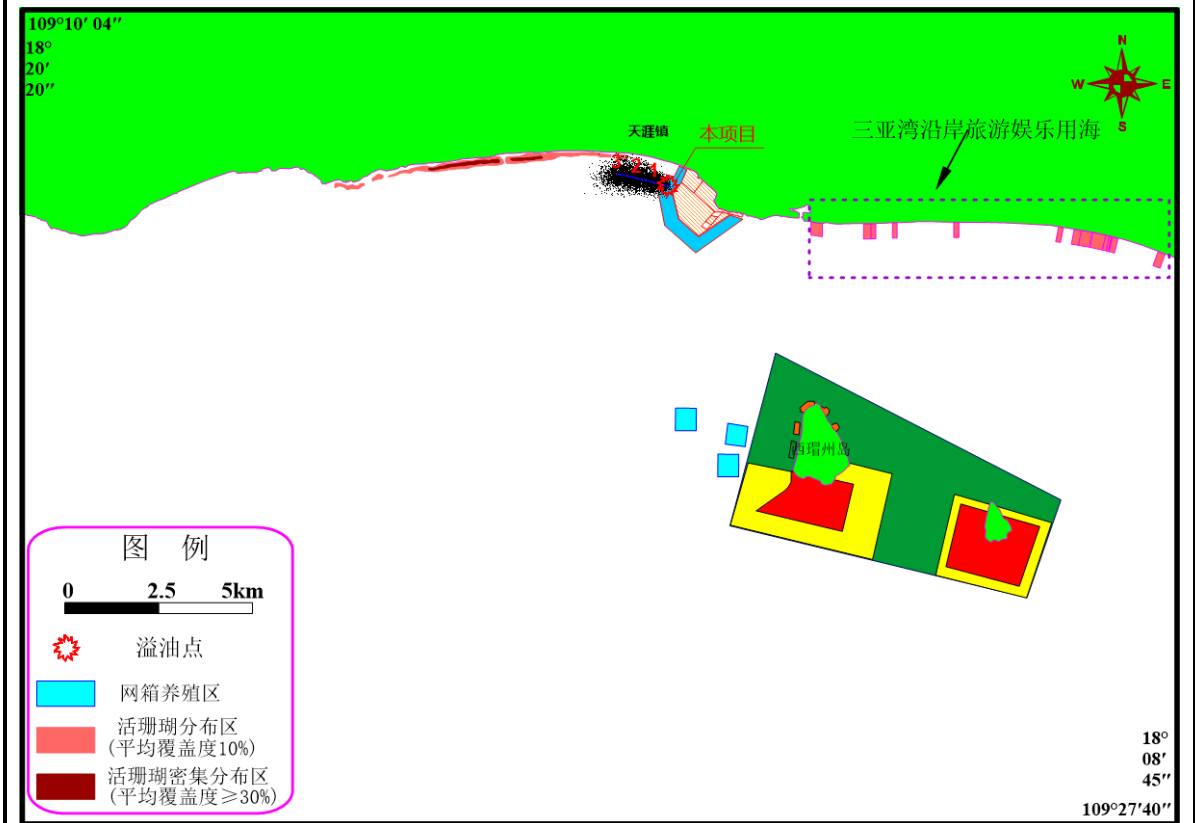 109°10′04″
18°
20′
20″
N
W
E
S
天涯镇
本项目
三亚湾沿岸旅游娱乐用海
2
1
西瑁州岛
图 例
0 2.5 5km
溢油点
网箱养殖区
活珊瑚分布区
(平均覆盖度10%)
活珊瑚密集分布区
(平均覆盖度≥30%)
18°
08′
45″
109°27′40″